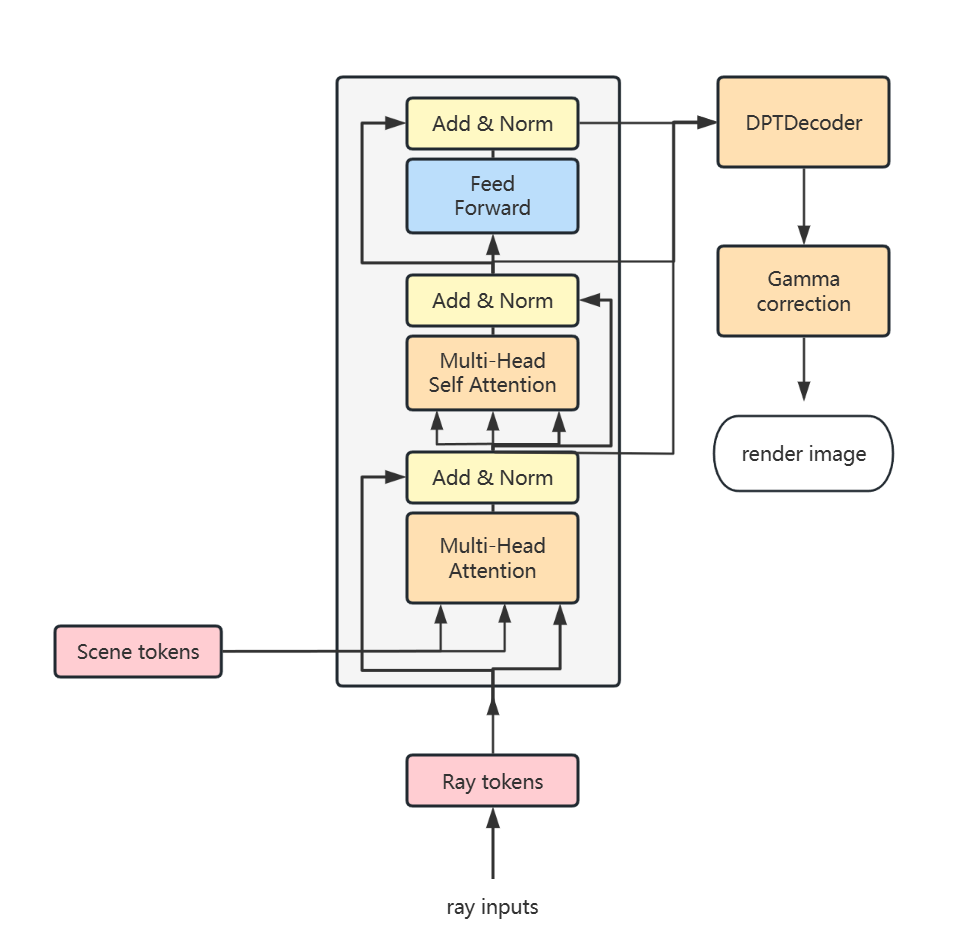 Add & Norm
Feed
Forward
Add & Norm
Multi-Head
Self Attention
Add & Norm
Multi-Head
Attention
Scene tokens
Ray tokens
ray inputs
DPTDecoder
Gamma
correction
render image